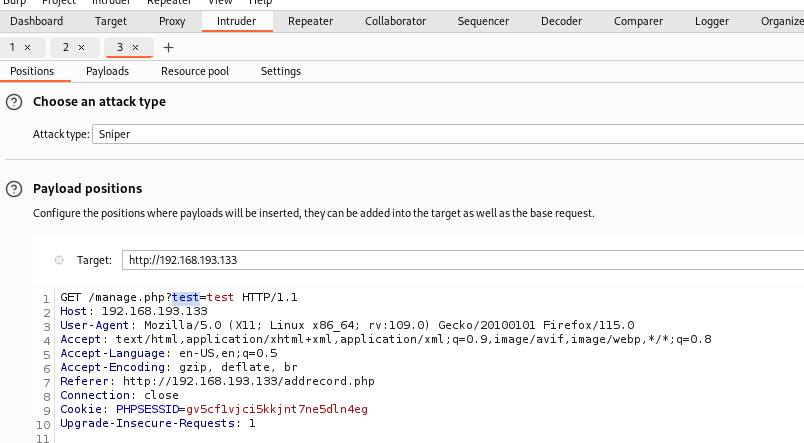 Burp Project Intruder Repeater View Help
Dashboard Target Proxy Intruder Repeater Collaborator Sequencer Decoder Comparer Logger Organize
1 × 2 × 3 × +
Positions Payloads Resource pool Settings
? Choose an attack type
Attack type: Sniper
? Payload positions
Configure the positions where payloads will be inserted, they can be added into the target as well as the base request.
Target: http://192.168.193.133
1 GET /manage.php?test=test HTTP/1.1
2 Host: 192.168.193.133
3 User-Agent: Mozilla/5.0 (X11; Linux x86_64; rv:109.0) Gecko/20100101 Firefox/115.0
4 Accept: text/html,application/xhtml+xml,application/xml;q=0.9,image/avif,image/webp,*/*;q=0.8
5 Accept-Language: en-US,en;q=0.5
6 Accept-Encoding: gzip, deflate, br
7 Referer: http://192.168.193.133/addrecord.php
8 Connection: close
9 Cookie: PHPSESSID=gv5cf1vjci5kkjnt7ne5dln4eg
10 Upgrade-Insecure-Requests: 1
11